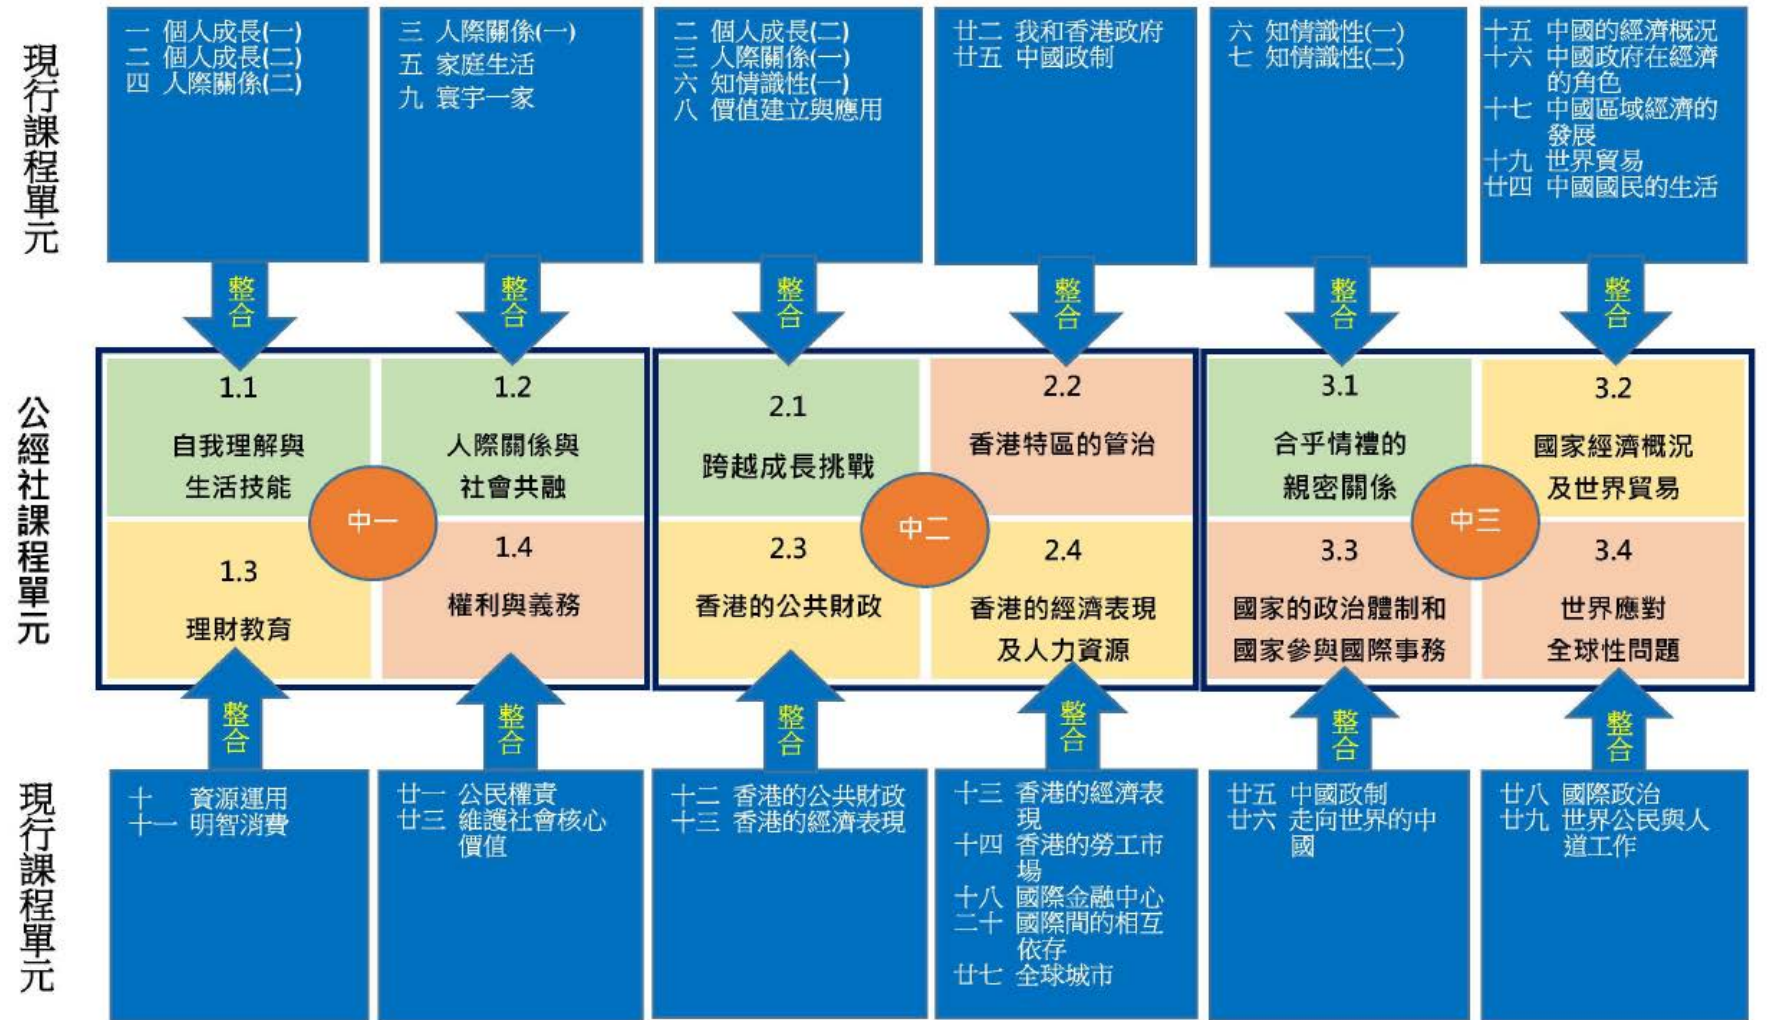 現行課程單元
一 個人成長(一)
二 個人成長(二)
四 人際關係(二)
三 人際關係(一)
五 家庭生活
九 寰宇一家
二 個人成長(二)
三 人際關係(一)
六 知情識性(一)
八 價值建立與應用
廿二 我和香港政府
廿五 中國政制
六 知情識性(一)
七 知情識性(二)
十五 中國的經濟概況
十六 中國政府在經濟
的角色
十七 中國區域經濟的
發展
十九 世界貿易
廿四 中國國民的生活
整合
整合
整合
整合
整合
整合
公經社課程單元
1.1
自我理解與
生活技能
1.2
人際關係與
社會共融
中一
1.3
理財教育
1.4
權利與義務
2.1
跨越成長挑戰
2.2
香港特區的管治
中二
2.3
香港的公共財政
2.4
香港的經濟表現
及人力資源
3.1
合乎情禮的
親密關係
3.2
國家經濟概況
及世界貿易
中三
3.3
國家的政治體制和
國家參與國際事務
3.4
世界應對
全球性問題
整合
整合
整合
整合
整合
整合
現行課程單元
十 資源運用
十一 明智消費
廿一 公民權責
廿三 維護社會核心
價值
十二 香港的公共財政
十三 香港的經濟表現
十三 香港的經濟表
現
十四 香港的勞工市
場
十八 國際金融中心
二十 國際間的相互
依存
廿七 全球城市
廿五 中國政制
廿六 走向世界的中
國
廿八 國際政治
廿九 世界公民與人
道工作